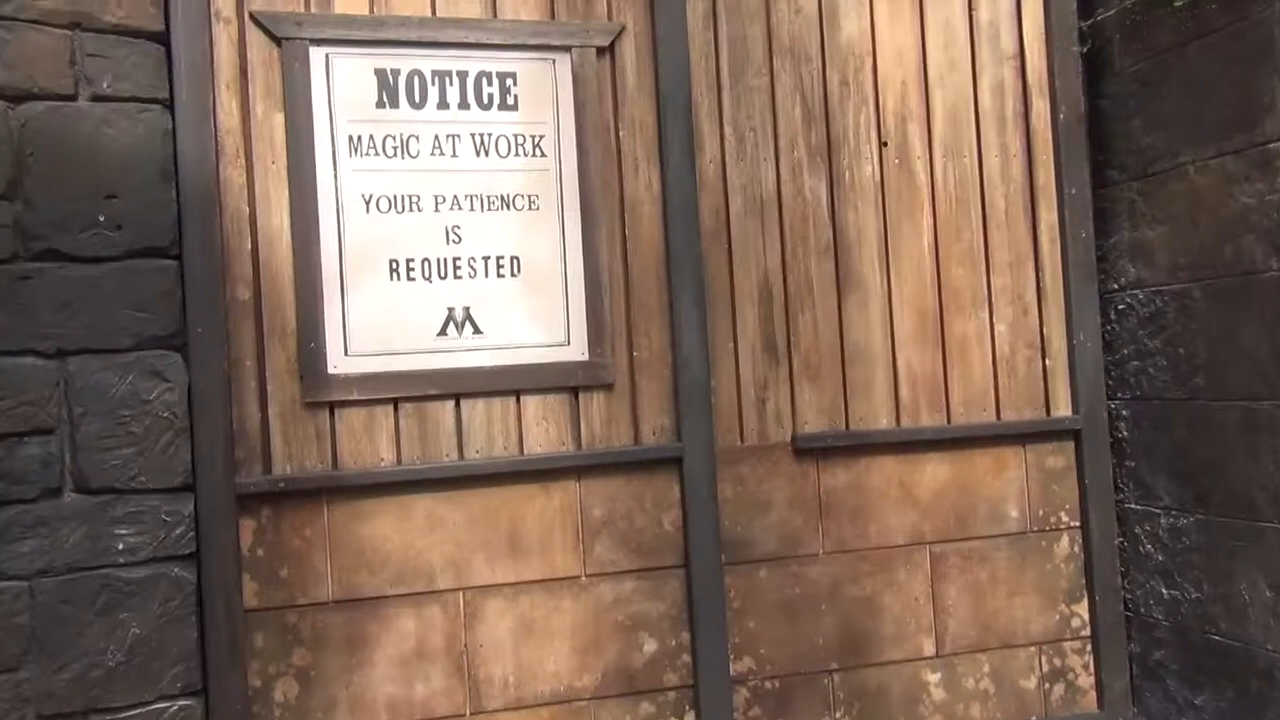 NOTICE
MAGIC AT WORK
YOUR PATIENCE
IS
REQUESTED
M